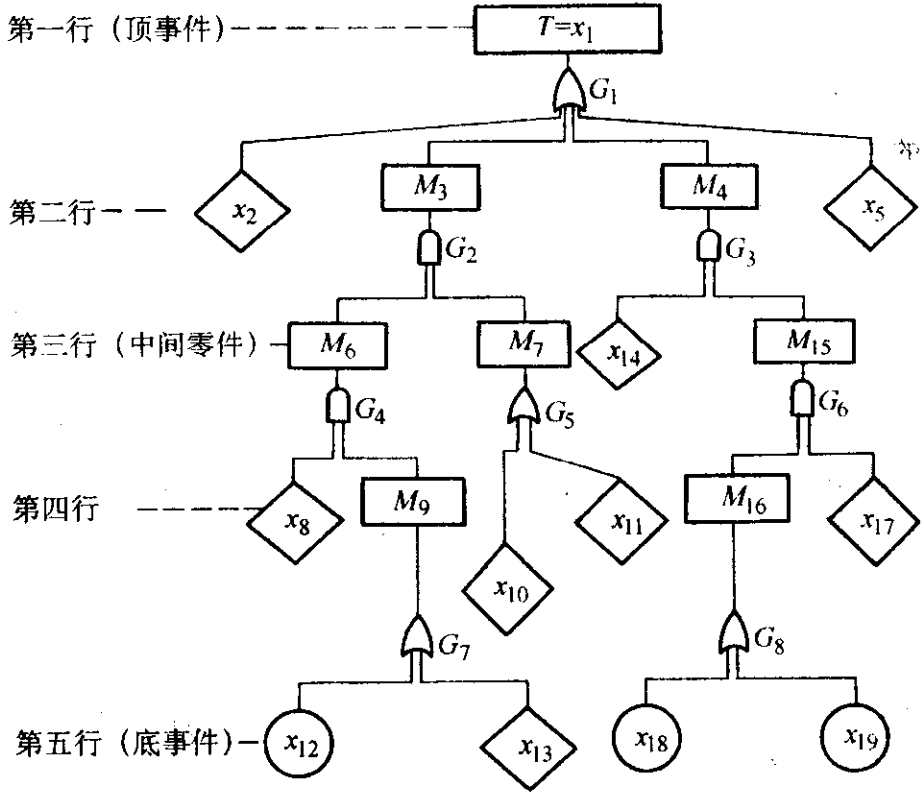 第一行（顶事件）
T=x₁
G₁
第二行
x₂
M₃
M₄
x₅
G₂
G₃
第三行（中间零件）
M₆
M₇
x₁₄
M₁₅
G₄
G₅
G₆
第四行
x₈
M₉
x₁₀
x₁₁
M₁₆
x₁₇
G₇
G₈
第五行（底事件）
x₁₂
x₁₃
x₁₈
x₁₉